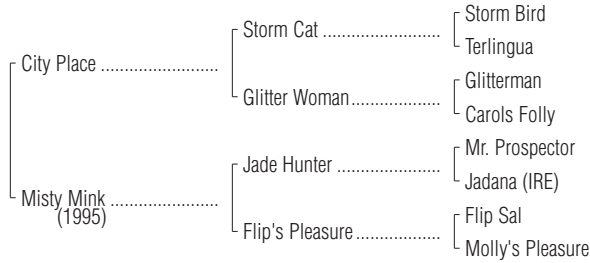 Storm Bird
Storm Cat ..............................
Terlingua
City Place ..............................
Glitterman
Glitter Woman.......................
Carols Folly
Mr. Prospector
Jade Hunter ...........................
Jadana (IRE)
Misty Mink ............................
(1995)
Flip Sal
Flip's Pleasure......................
Molly's Pleasure